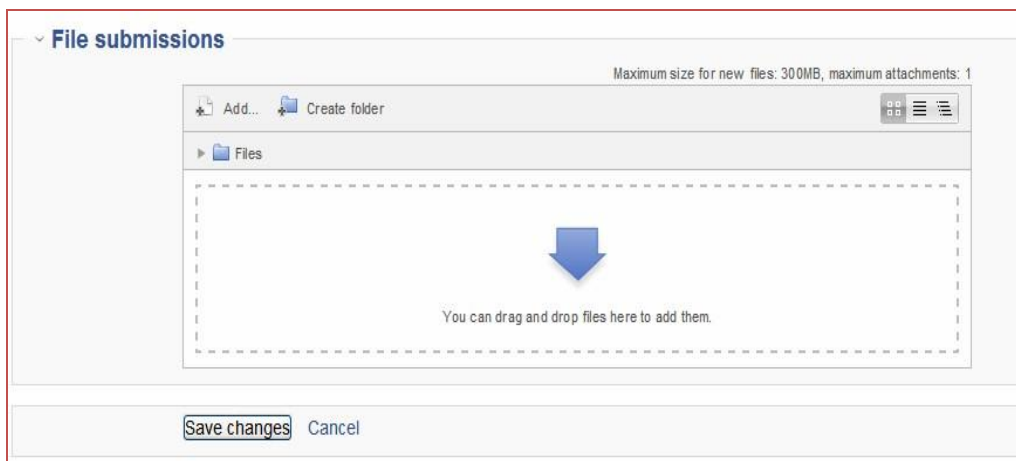 File submissions
Maximum size for new files: 300MB, maximum attachments: 1
Add... Create folder
Files
You can drag and drop files here to add them.
Save changes Cancel